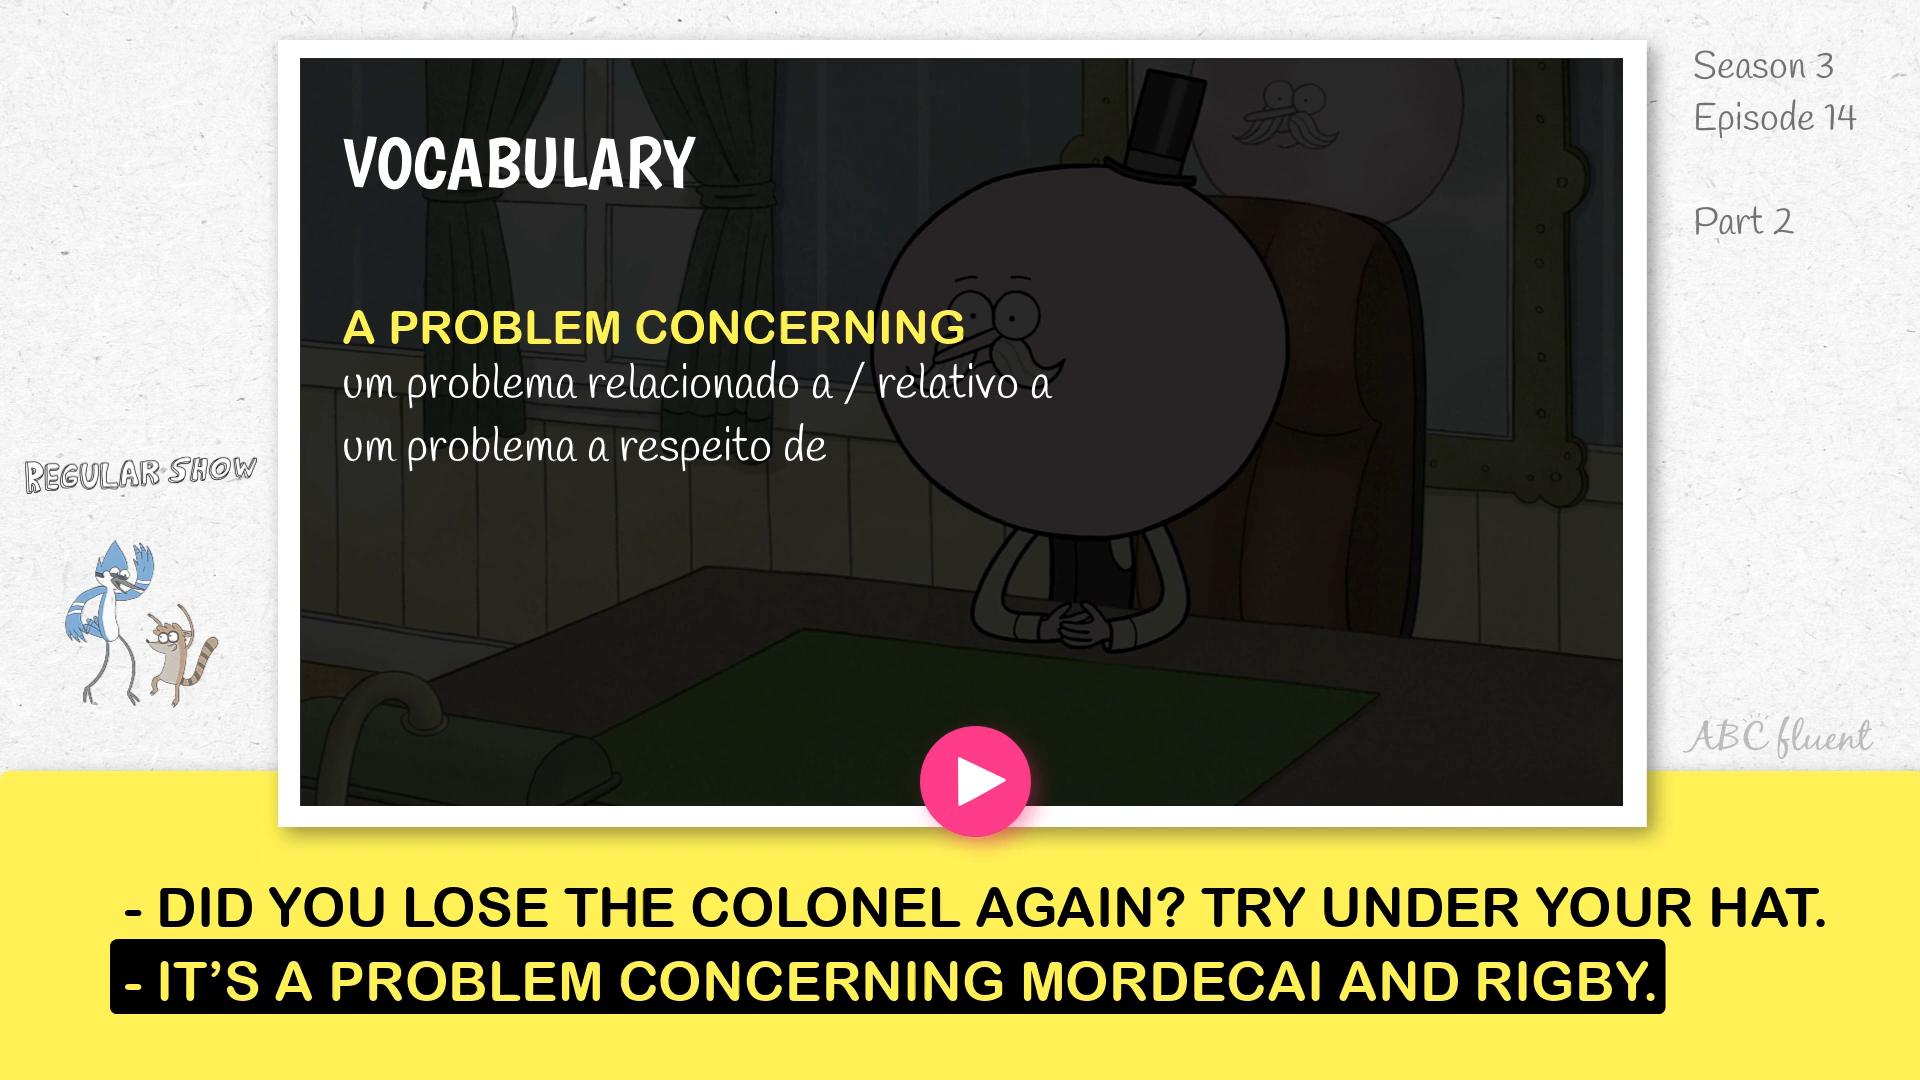 Season 3
Episode 14
Part 2
VOCABULARY
A PROBLEM CONCERNING
um problema relacionado a / relativo a
um problema a respeito de
REGULAR SHOW
ABC fluent
- DID YOU LOSE THE COLONEL AGAIN? TRY UNDER YOUR HAT.
- IT’S A PROBLEM CONCERNING MORDECAI AND RIGBY.